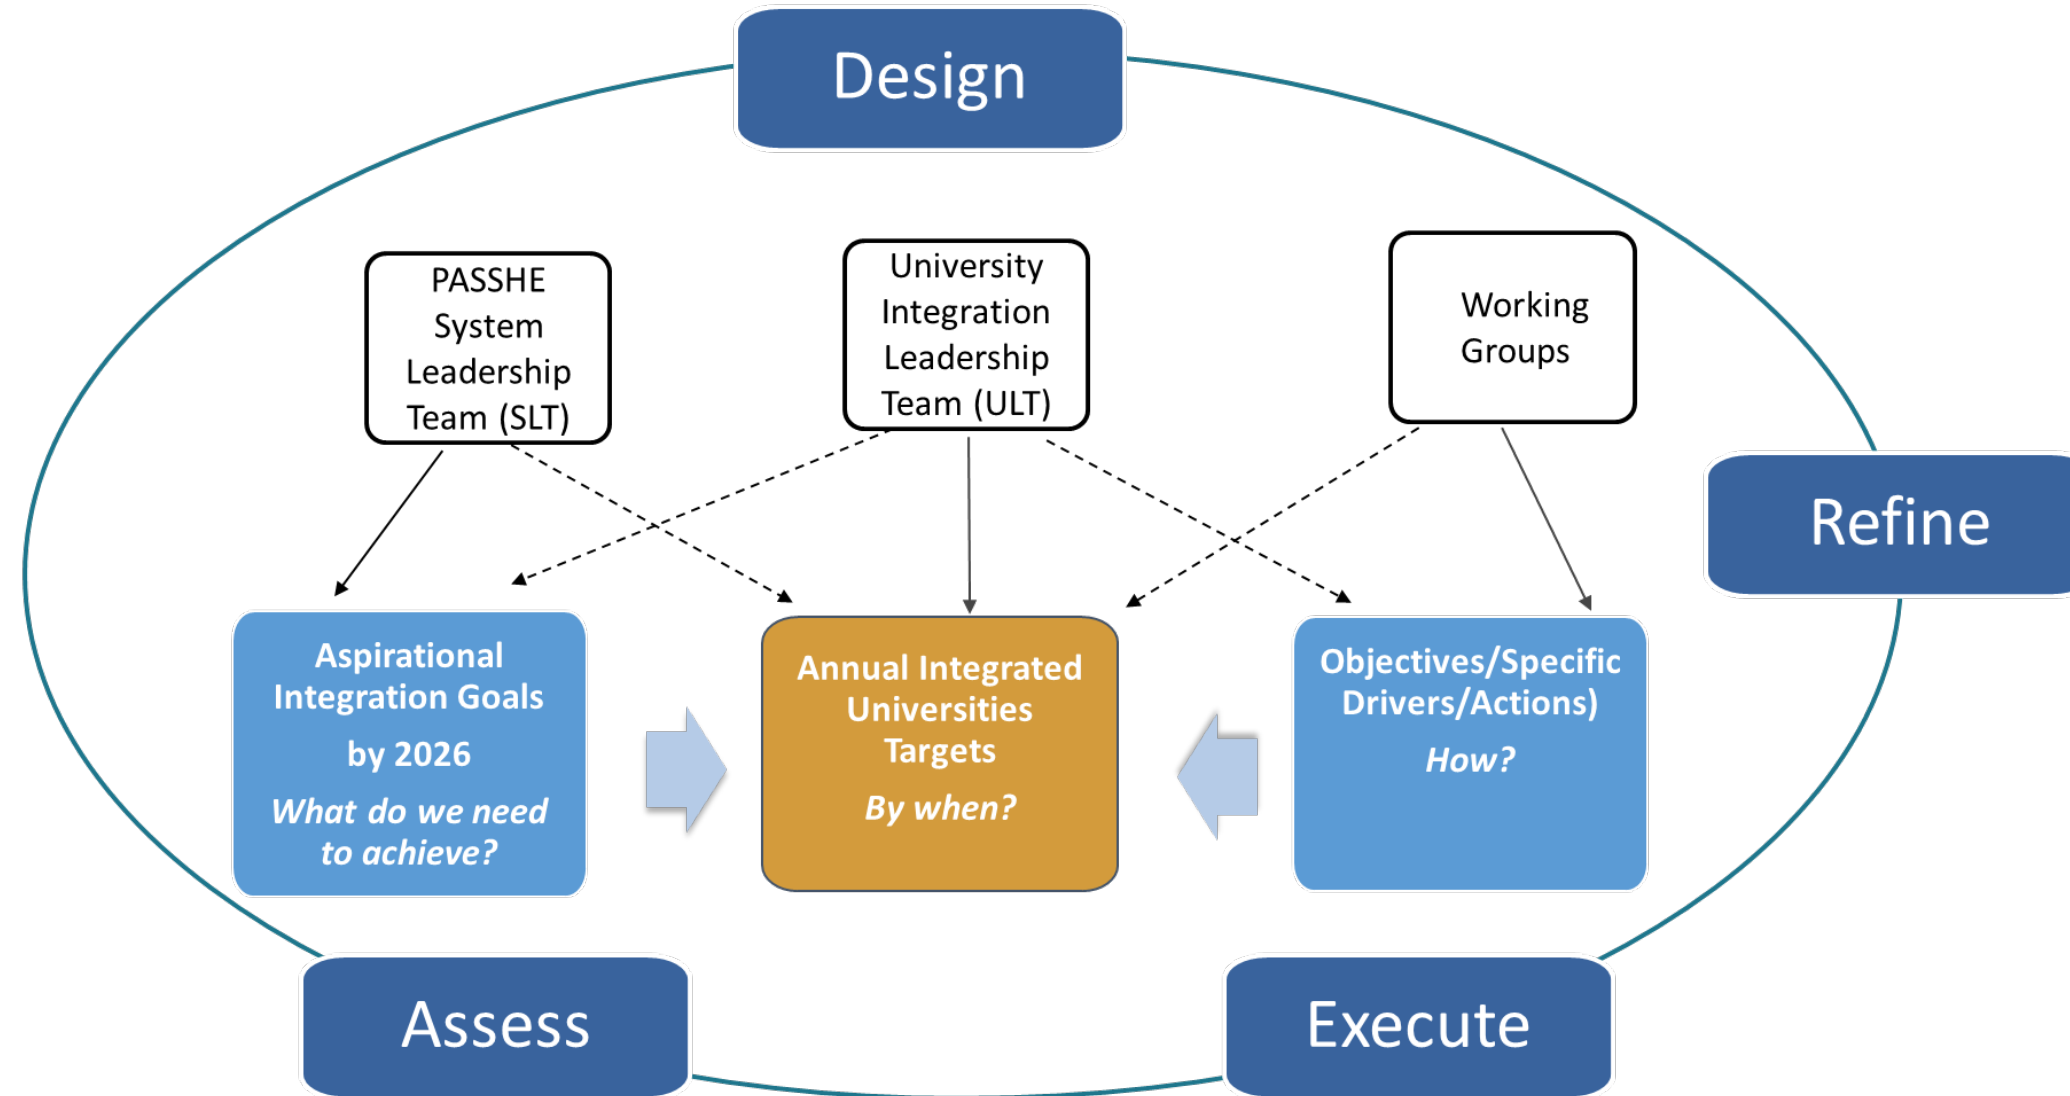 Design
PASSHE
System
Leadership
Team (SLT)
University
Integration
Leadership
Team (ULT)
Working
Groups
Refine
Aspirational
Integration Goals
by 2026
What do we need
to achieve?
Annual Integrated
Universities
Targets
By when?
Objectives/Specific
Drivers/Actions)
How?
Assess
Execute